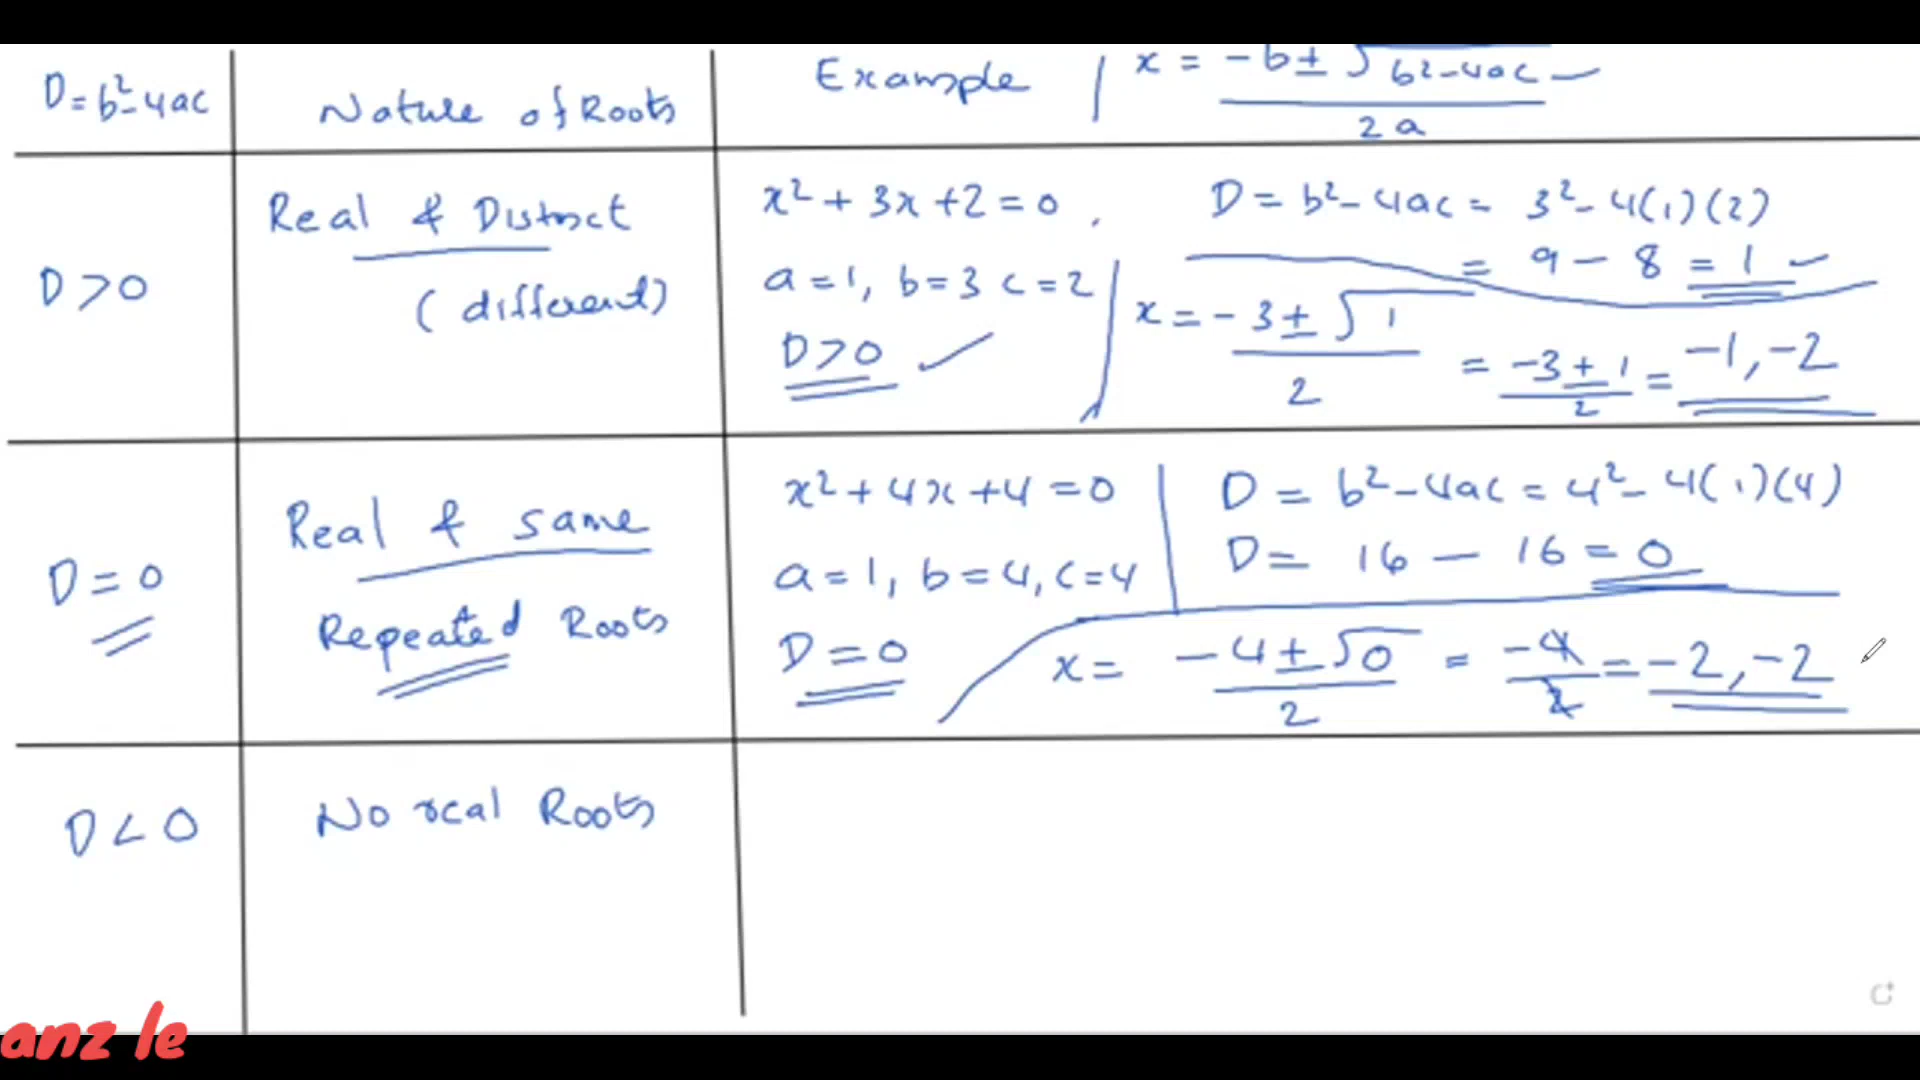 D = b² - 4ac
Nature of Roots
Example
x = -b ± √b² - 4ac
2a
D > 0
Real & Distinct
(different)
x² + 3x + 2 = 0,
a = 1, b = 3 c = 2
D > 0 ✓
D = b² - 4ac = 3² - 4(1)(2)
= 9 - 8 = 1
x = -3 ± √1
2
= -3 ± 1 = -1, -2
2
D = 0
Real & same
Repeated Roots
x² + 4x + 4 = 0
a = 1, b = 4, c = 4
D = 0
D = b² - 4ac = 4² - 4(1)(4)
D = 16 - 16 = 0
x = -4 ± √0 = -4 = -2, -2
2 2
D < 0
No real Roots
anz le